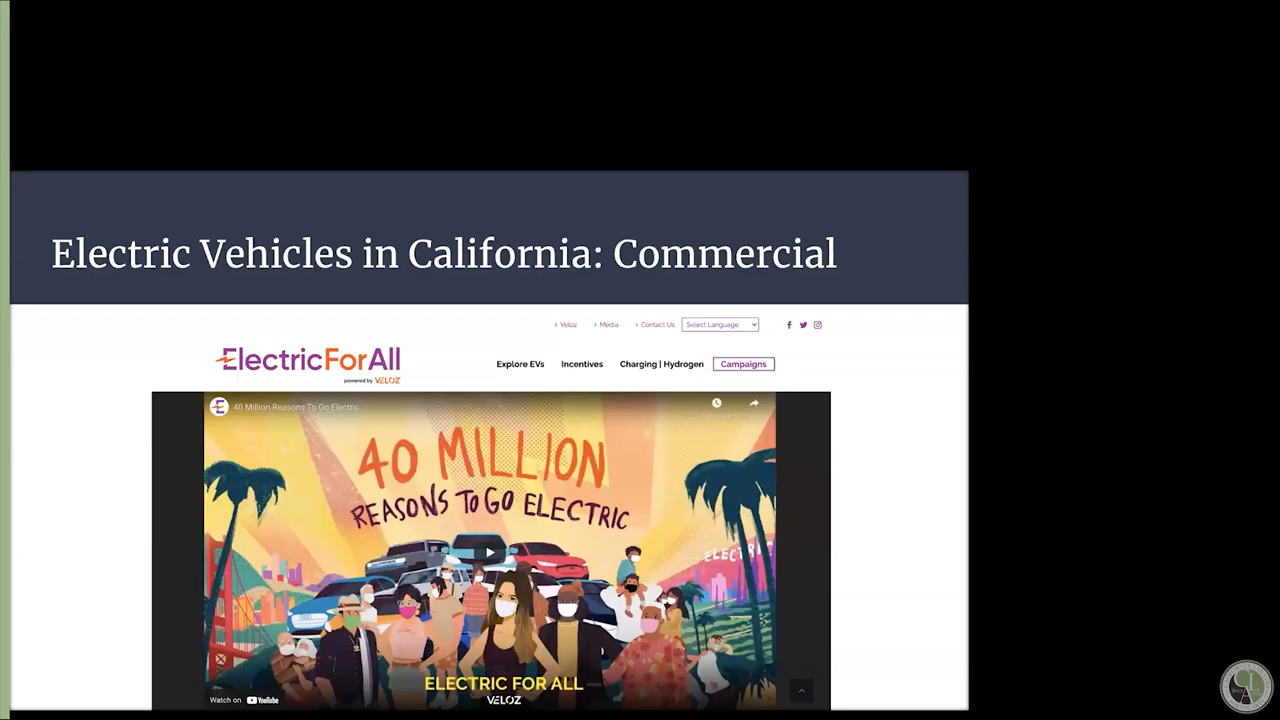 Electric Vehicles in California: Commercial
Veloz Media Contact Us Select Language
ElectricForAll
powered by VELOZ
Explore EVs Incentives Charging | Hydrogen Campaigns
40 Million Reasons To Go Electric
40 MILLION
REASONS TO GO ELECTRIC
ELECTRIC
ELECTRIC FOR ALL
VELOZ
Watch on YouTube